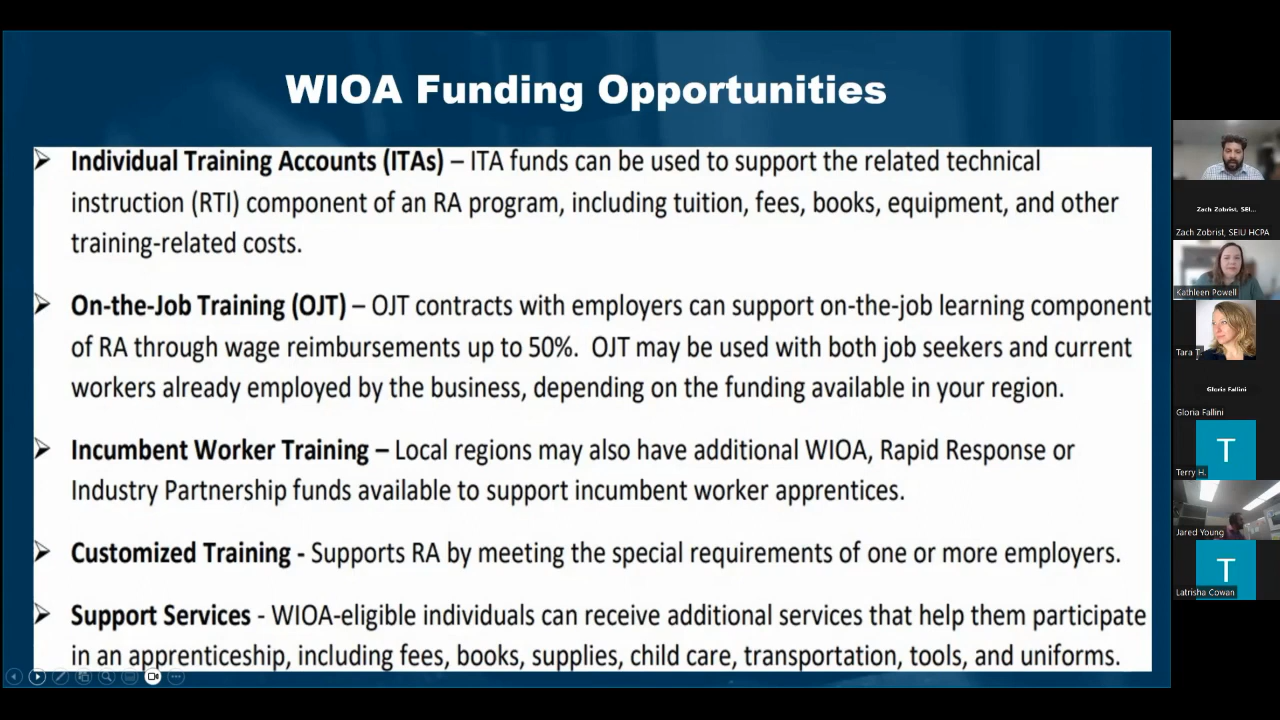 WIOA Funding Opportunities
Individual Training Accounts (ITAs) – ITA funds can be used to support the related technical
instruction (RTI) component of an RA program, including tuition, fees, books, equipment, and other
training-related costs.
On-the-Job Training (OJT) – OJT contracts with employers can support on-the-job learning component
of RA through wage reimbursements up to 50%.  OJT may be used with both job seekers and current
workers already employed by the business, depending on the funding available in your region.
Incumbent Worker Training – Local regions may also have additional WIOA, Rapid Response or
Industry Partnership funds available to support incumbent worker apprentices.
Customized Training - Supports RA by meeting the special requirements of one or more employers.
Support Services - WIOA-eligible individuals can receive additional services that help them participate
in an apprenticeship, including fees, books, supplies, child care, transportation, tools, and uniforms.
Zach Zobrist, SEI...
Zach Zobrist, SEIU HCPA
Kathleen Powell
Tara T
Gloria Fallini
Gloria Fallini
T
Terry H.
Jared Young
T
Latrisha Cowan